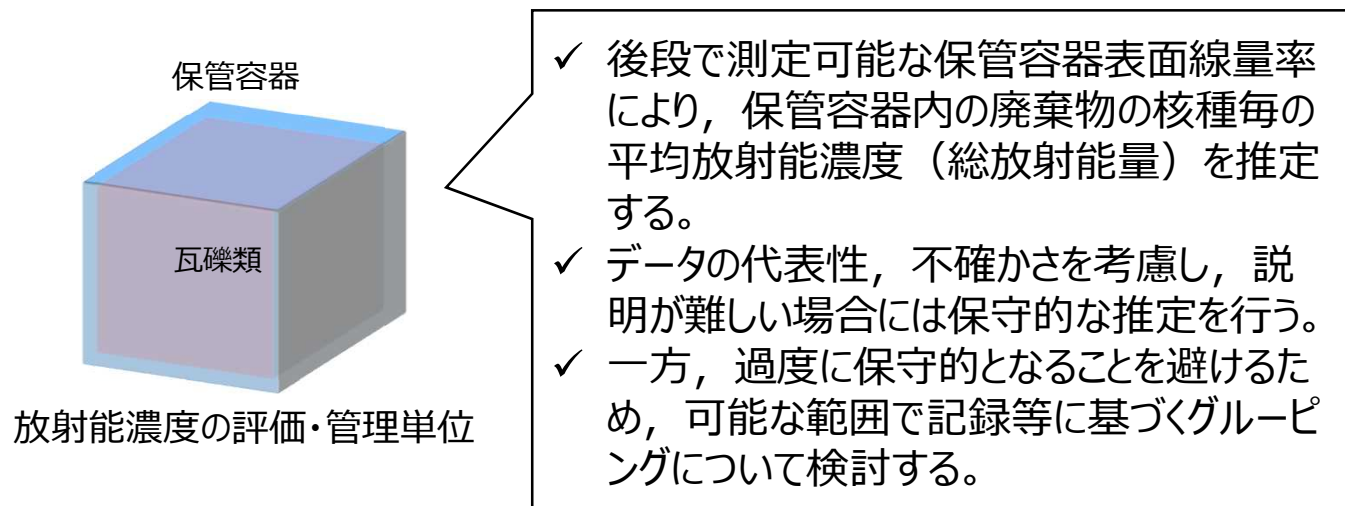 保管容器
瓦礫類
放射能濃度の評価・管理単位
✓ 後段で測定可能な保管容器表面線量率
により，保管容器内の廃棄物の核種毎の
平均放射能濃度（総放射能量）を推定
する。
✓ データの代表性，不確かさを考慮し，説
明が難しい場合には保守的な推定を行う。
✓ 一方，過度に保守的となることを避けるた
め，可能な範囲で記録等に基づくグルーピ
ングについて検討する。